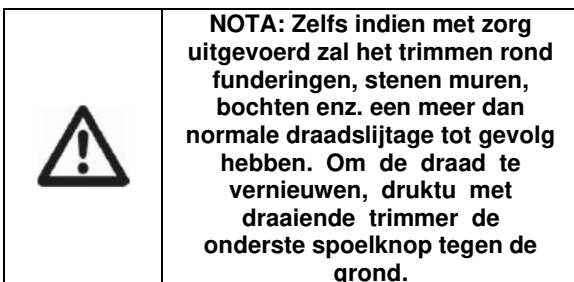 NOTA: Zelfs indien met zorg
uitgevoerd zal het trimmen rond
funderingen, stenen muren,
bochten enz. een meer dan
normale draadslijtage tot gevolg
hebben. Om de draad te
vernieuwen, druktu met
draaiende trimmer de
onderste spoelknop tegen de
grond.